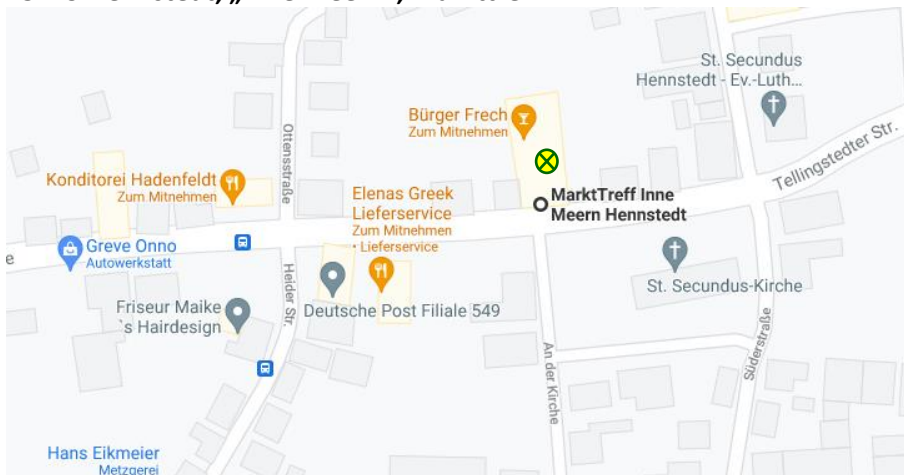 St. Secundus
Hennstedt - Ev.-Luth...
Bürger Frech
Zum Mitnehmen
Ottensstraße
Tellingstedter Str.
Konditorei Hadenfeldt
Zum Mitnehmen
Elenas Greek
Lieferservice
Zum Mitnehmen
· Lieferservice
MarktTreff Inne
Meern Hennstedt
e
Greve Onno
Autowerkstatt
Heider Str.
St. Secundus-Kirche
Friseur Maike
`s Hairdesign
Deutsche Post Filiale 549
An der Kirche
Süderstraße
Hans Eikmeier
Metzgerei